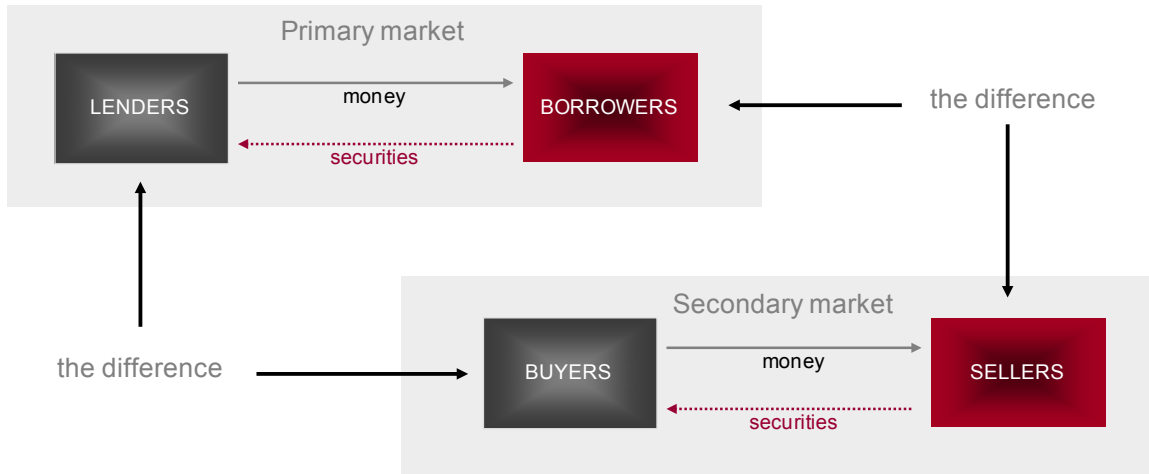 Primary market
LENDERS
money
BORROWERS
securities
the difference
Secondary market
the difference
BUYERS
money
SELLERS
securities